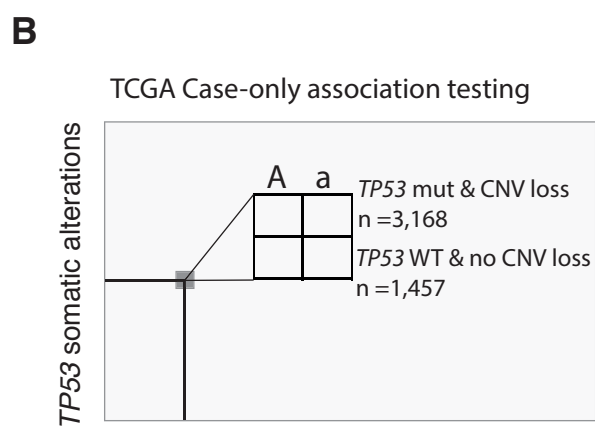 B
TCGA Case-only association testing
TP53 somatic alterations
A a
TP53 mut & CNV loss
n =3,168
TP53 WT & no CNV loss
n =1,457